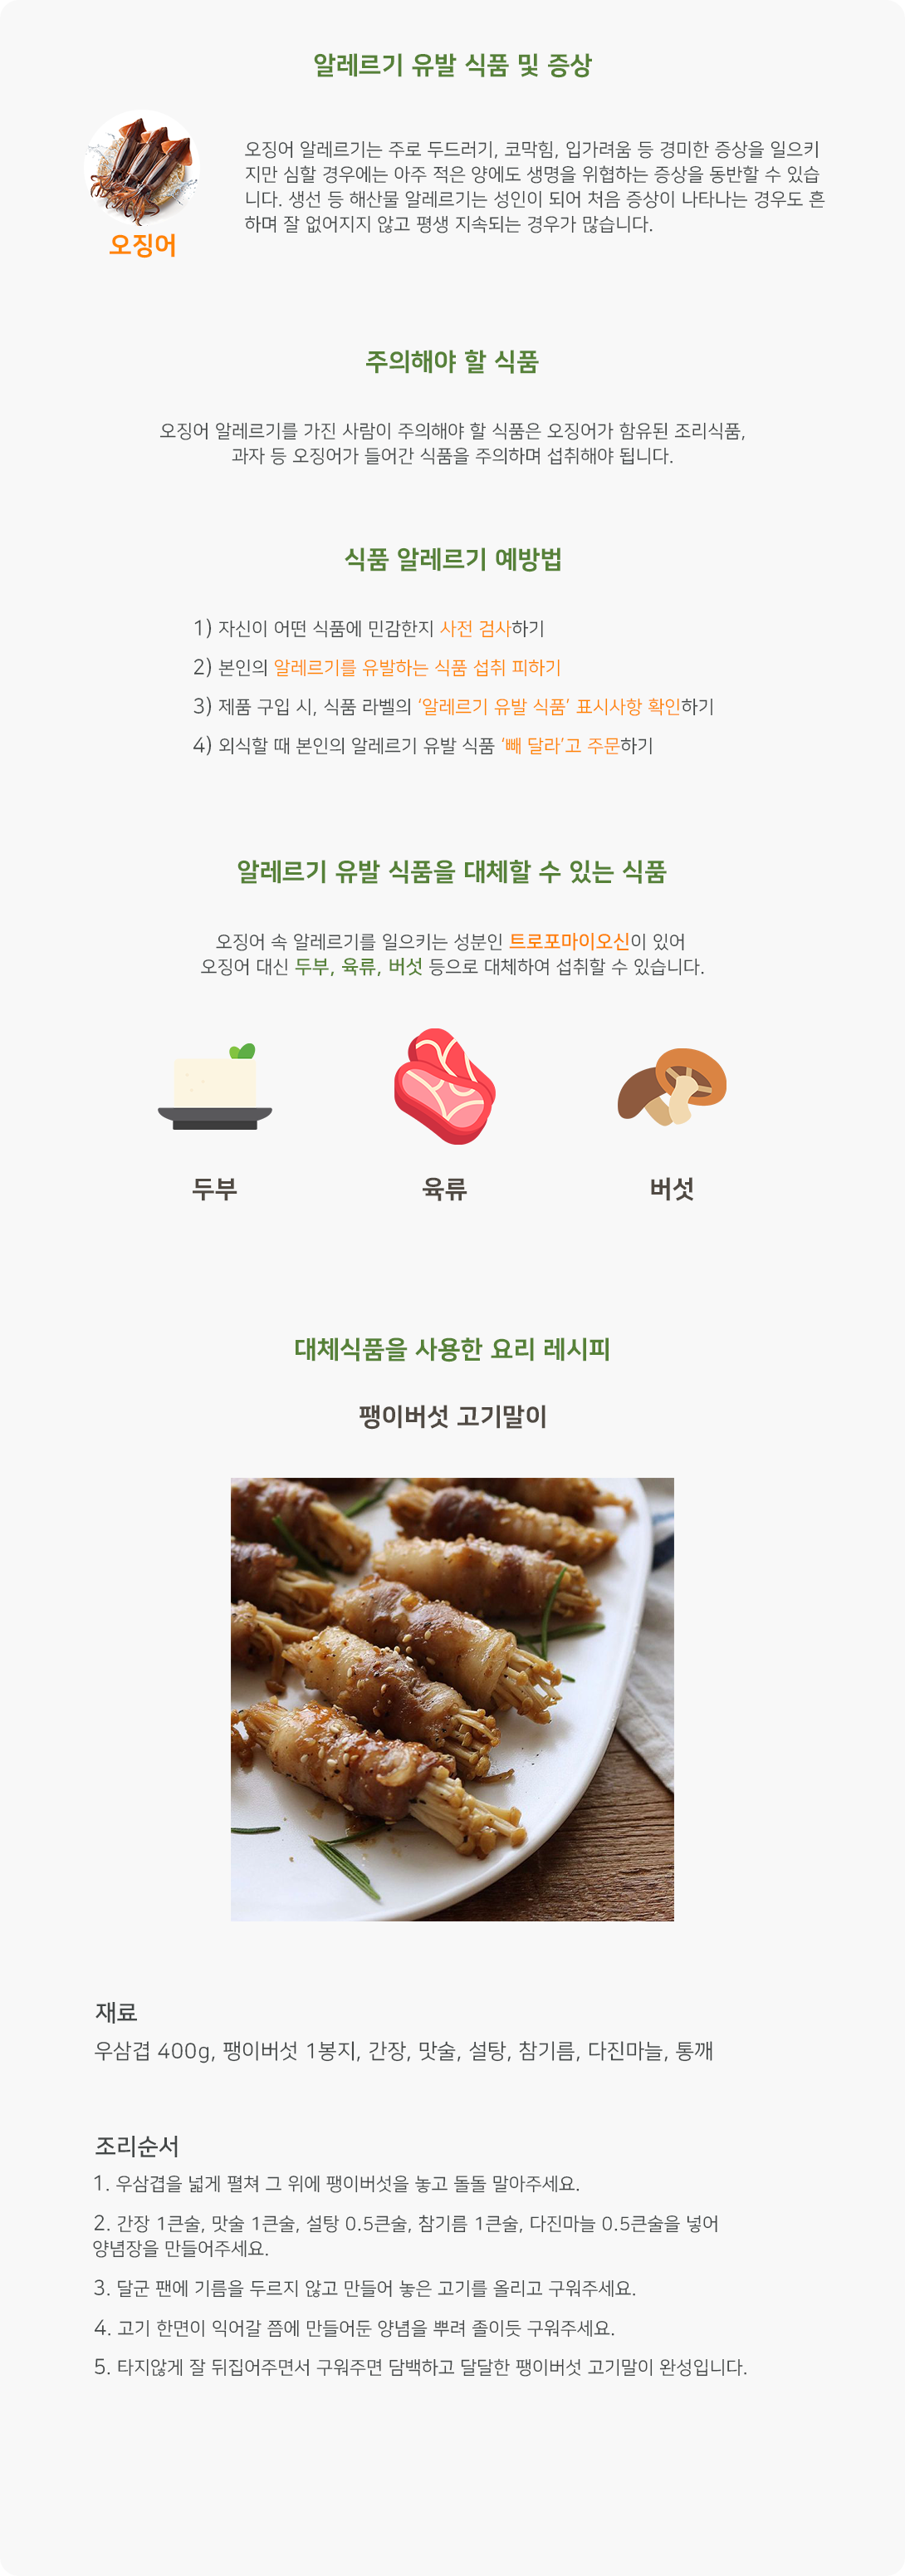 알레르기 유발 식품 및 증상
오징어 알레르기는 주로 두드러기, 코막힘, 입가려움 등 경미한 증상을 일으키
지만 심할 경우에는 아주 적은 양에도 생명을 위협하는 증상을 동반할 수 있습
니다. 생선 등 해산물 알레르기는 성인이 되어 처음 증상이 나타나는 경우도 흔
하며 잘 없어지지 않고 평생 지속되는 경우가 많습니다.
오징어
주의해야 할 식품
오징어 알레르기를 가진 사람이 주의해야 할 식품은 오징어가 함유된 조리식품,
과자 등 오징어가 들어간 식품을 주의하며 섭취해야 됩니다.
식품 알레르기 예방법
1) 자신이 어떤 식품에 민감한지 사전 검사하기
2) 본인의 알레르기를 유발하는 식품 섭취 피하기
3) 제품 구입 시, 식품 라벨의 ‘알레르기 유발 식품’ 표시사항 확인하기
4) 외식할 때 본인의 알레르기 유발 식품 ‘빼 달라’고 주문하기
알레르기 유발 식품을 대체할 수 있는 식품
오징어 속 알레르기를 일으키는 성분인 트로포마이오신이 있어
오징어 대신 두부, 육류, 버섯 등으로 대체하여 섭취할 수 있습니다.
두부
육류
버섯
대체식품을 사용한 요리 레시피
팽이버섯 고기말이
재료
우삼겹 400g, 팽이버섯 1봉지, 간장, 맛술, 설탕, 참기름, 다진마늘, 통깨
조리순서
1. 우삼겹을 넓게 펼쳐 그 위에 팽이버섯을 놓고 돌돌 말아주세요.
2. 간장 1큰술, 맛술 1큰술, 설탕 0.5큰술, 참기름 1큰술, 다진마늘 0.5큰술을 넣어
양념장을 만들어주세요.
3. 달군 팬에 기름을 두르지 않고 만들어 놓은 고기를 올리고 구워주세요.
4. 고기 한면이 익어갈 쯤에 만들어둔 양념을 뿌려 졸이듯 구워주세요.
5. 타지않게 잘 뒤집어주면서 구워주면 담백하고 달달한 팽이버섯 고기말이 완성입니다.